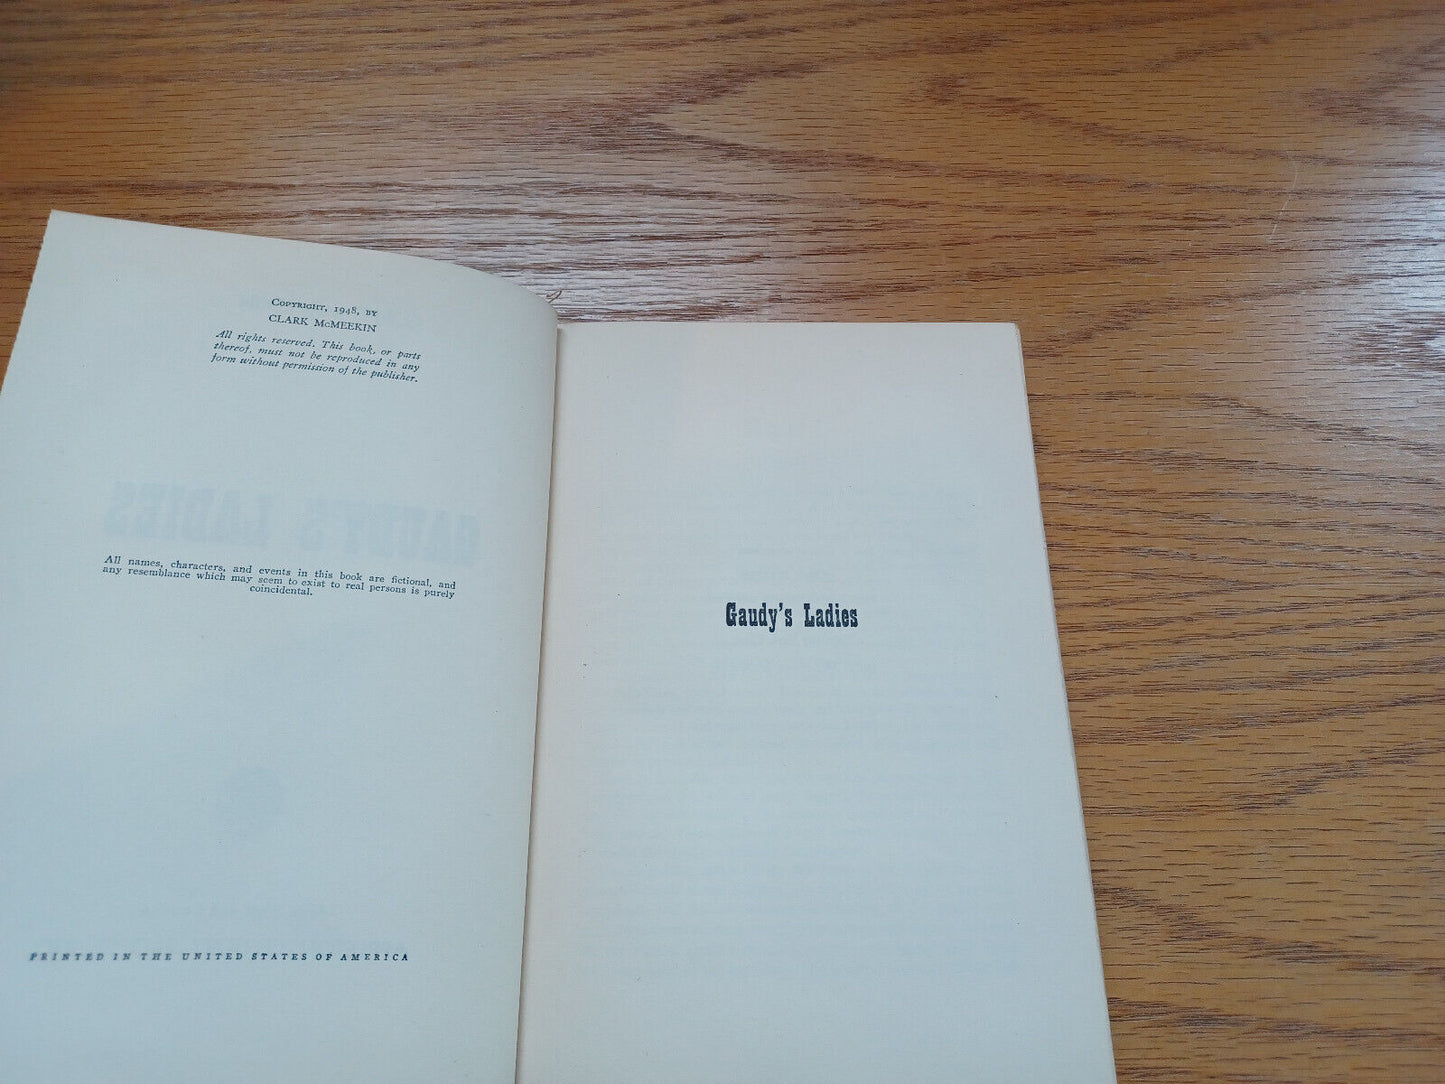 Copyright, 1948, by
CLARK McMEEKIN
All rights reserved. This book, or parts
thereof, must not be reproduced in any
form without permission of the publisher.
GAUDY'S LADIES
All names, characters, and events in this book are fictional, and
any resemblance which may seem to exist to real persons is purely
coincidental.
PRINTED IN THE UNITED STATES OF AMERICA
Gaudy's Ladies